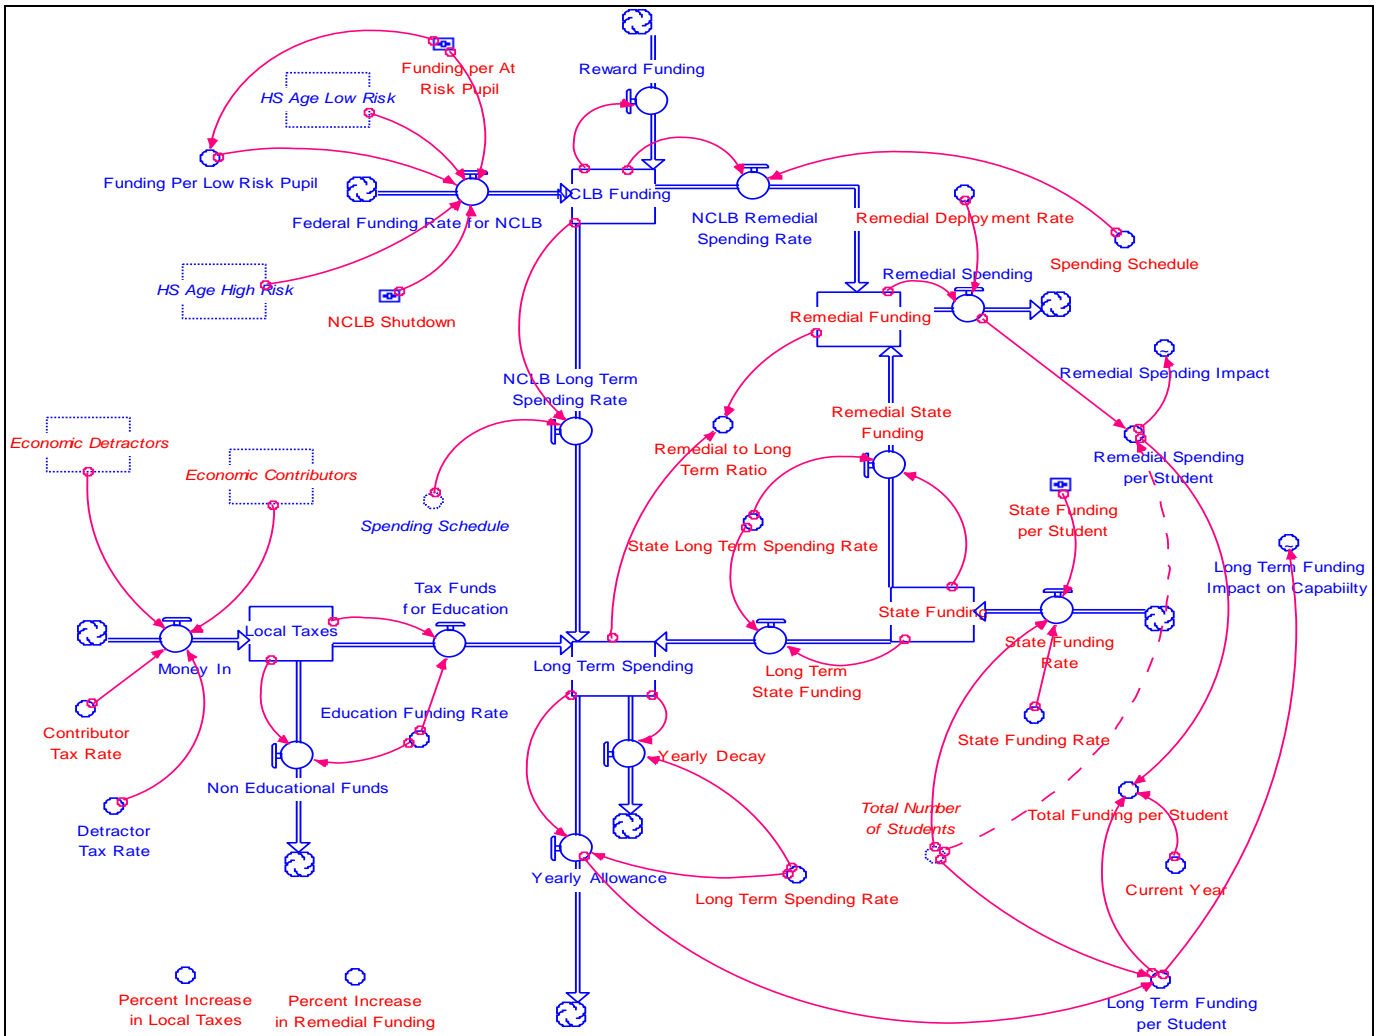 Reward Funding
Funding per At
Risk Pupil
HS Age Low Risk
Funding Per Low Risk Pupil
CLB Funding
Federal Funding Rate for NCLB
NCLB Remedial
Spending Rate
Remedial Deployment Rate
Spending Schedule
HS Age High Risk
NCLB Shutdown
Remedial Spending
Remedial Funding
Remedial Spending Impact
NCLB Long Term
Spending Rate
Remedial State
Funding
Economic Detractors
Economic Contributors
Remedial to Long
Term Ratio
Remedial Spending
per Student
Spending Schedule
State Funding
per Student
State Long Term Spending Rate
Long Term Funding
Impact on Capabiilty
Tax Funds
for Education
Local Taxes
State Funding
Money In
Long Term Spending
Long Term
State Funding
State Funding
Rate
Education Funding Rate
Contributor
Tax Rate
State Funding Rate
Yearly Decay
Non Educational Funds
Total Number
of Students
Total Funding per Student
Detractor
Tax Rate
Yearly Allowance
Long Term Spending Rate
Current Year
Percent Increase
in Local Taxes
Percent Increase
in Remedial Funding
Long Term Funding
per Student